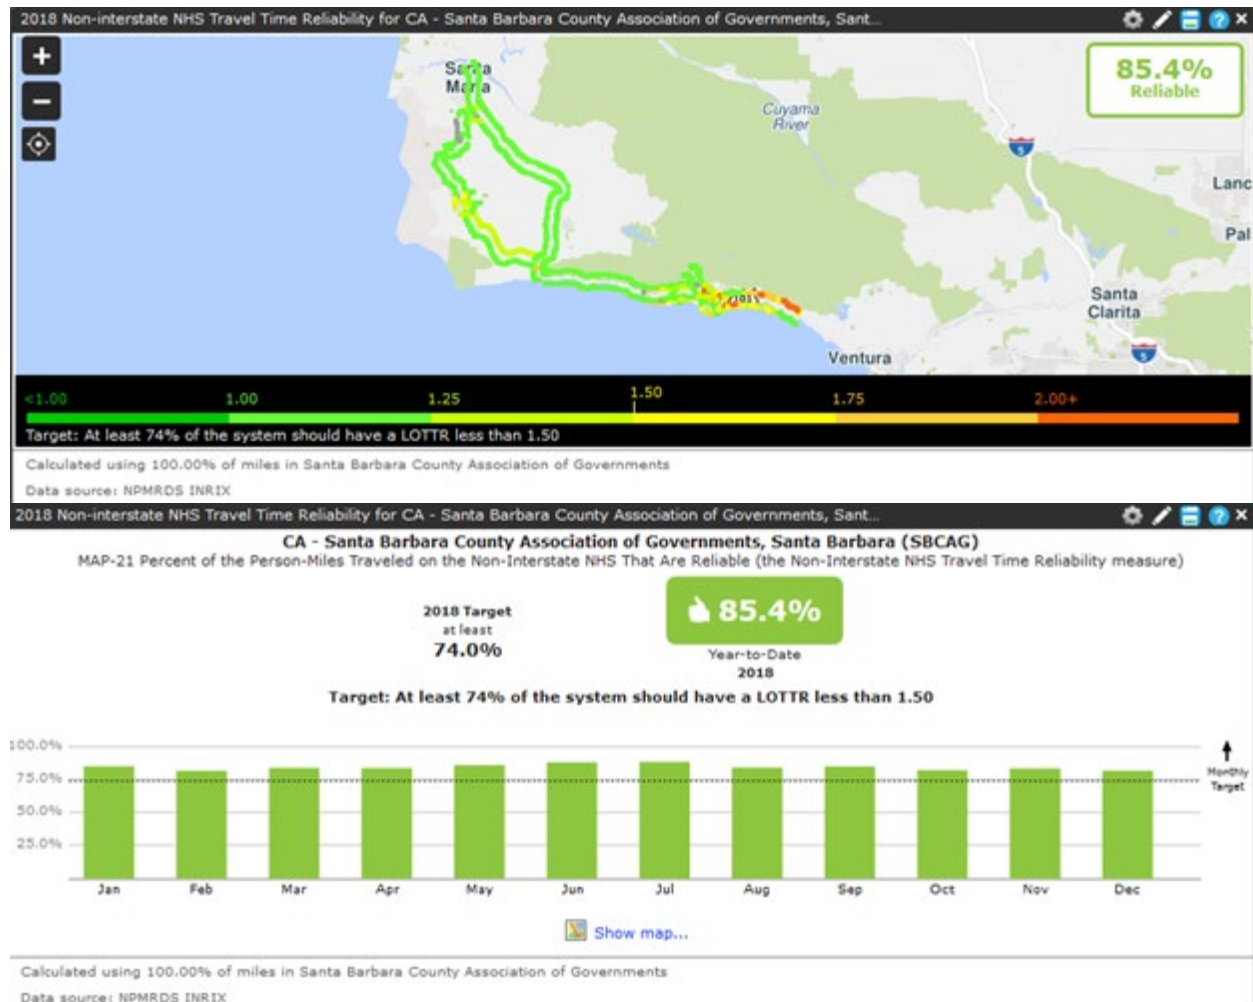 2018 Non-interstate NHS Travel Time Reliability for CA - Santa Barbara County Association of Governments, Sant...
+
−
Santa
Maria
Cuyama
River
85.4%
Reliable
5
Lanc
Pal
Santa
Clarita
5
Ventura
<1.00 1.00 1.25 1.50 1.75 2.00+
Target: At least 74% of the system should have a LOTTR less than 1.50
Calculated using 100.00% of miles in Santa Barbara County Association of Governments
Data source: NPMRDS INRIX
2018 Non-interstate NHS Travel Time Reliability for CA - Santa Barbara County Association of Governments, Sant...
CA - Santa Barbara County Association of Governments, Santa Barbara (SBCAG)
MAP-21 Percent of the Person-Miles Traveled on the Non-Interstate NHS That Are Reliable (the Non-Interstate NHS Travel Time Reliability measure)
2018 Target
at least
74.0%
85.4%
Year-to-Date
2018
Target: At least 74% of the system should have a LOTTR less than 1.50
100.0%
75.0%
50.0%
25.0%
Monthly
Target
Jan Feb Mar Apr May Jun Jul Aug Sep Oct Nov Dec
Show map...
Calculated using 100.00% of miles in Santa Barbara County Association of Governments
Data source: NPMRDS INRIX